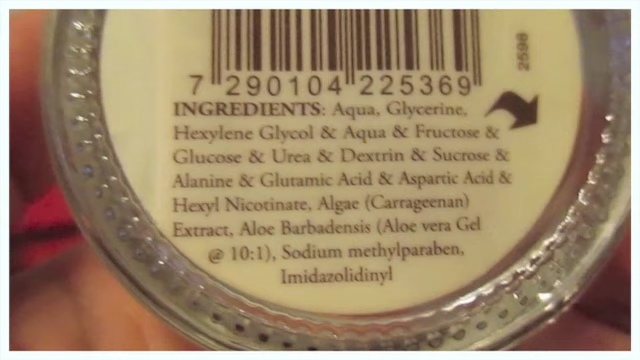 2598
7 290104 225369
INGREDIENTS: Aqua, Glycerine,
Hexylene Glycol & Aqua & Fructose &
Glucose & Urea & Dextrin & Sucrose &
Alanine & Glutamic Acid & Aspartic Acid &
Hexyl Nicotinate, Algae (Carrageenan)
Extract, Aloe Barbadensis (Aloe vera Gel
@ 10:1), Sodium methylparaben,
Imidazolidinyl